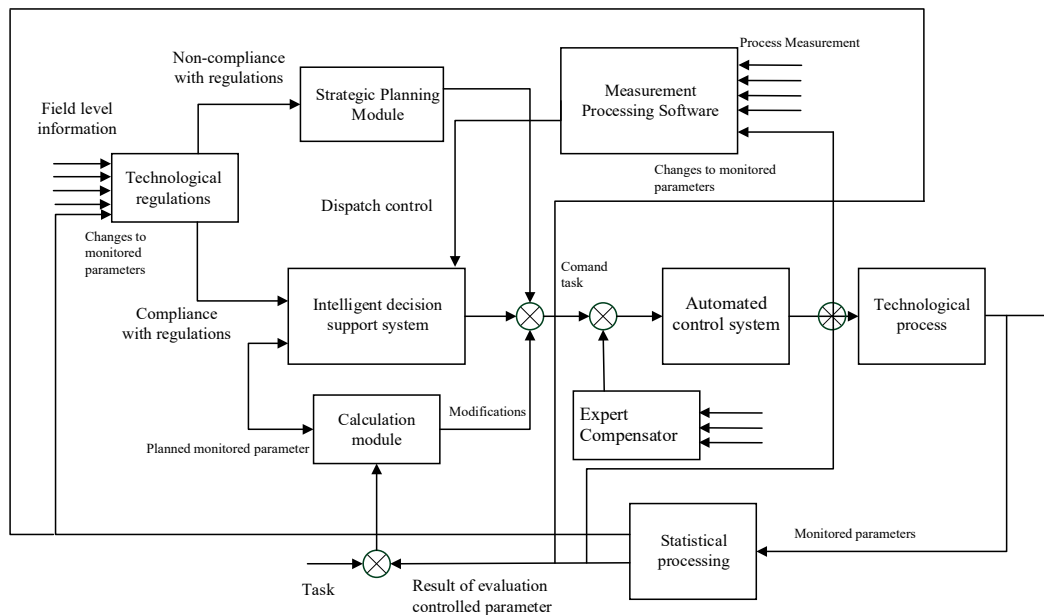 Process Measurement
Non-compliance
with regulations
Strategic Planning
Module
Measurement
Processing Software
Field level
information
Technological
regulations
Changes to monitored
parameters
Dispatch control
Changes to
monitored
parameters
Compliance
with regulations
Intelligent decision
support system
Comand
task
Automated
control system
Technological
process
Calculation
module
Modifications
Expert
Compensator
Planned monitored parameter
Statistical
processing
Monitored parameters
Task
Result of evaluation
controlled parameter